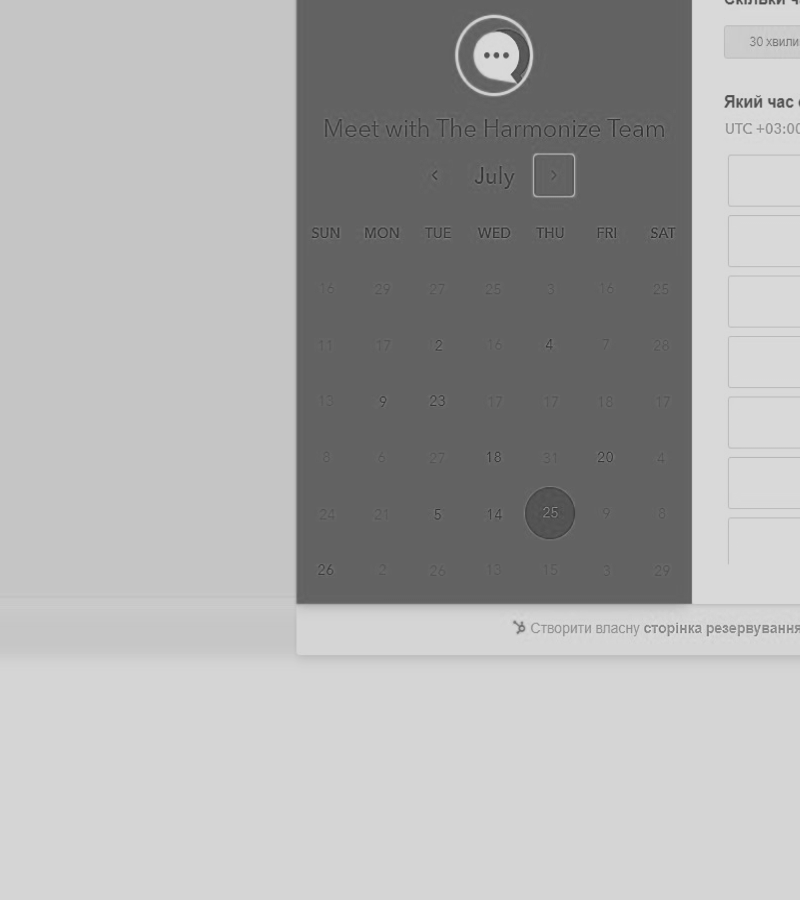 Meet with The Harmonize Team
July
SUN MON TUE WED THU FRI SAT
16 29 27 25 3 16 25
11 17 2 16 4 7 28
13 9 23 17 17 18 17
8 6 27 18 31 20 4
24 21 5 14 25 9 8
26 2 26 13 15 3 29
30 хвили
Який час
UTC +03:00
Створити власну сторінка резервування